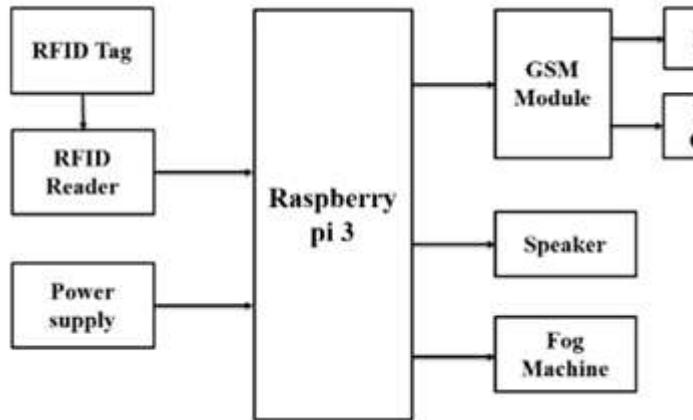 RFID Tag
RFID
Reader
Power
supply
Raspberry
pi 3
GSM
Module
Speaker
Fog
Machine